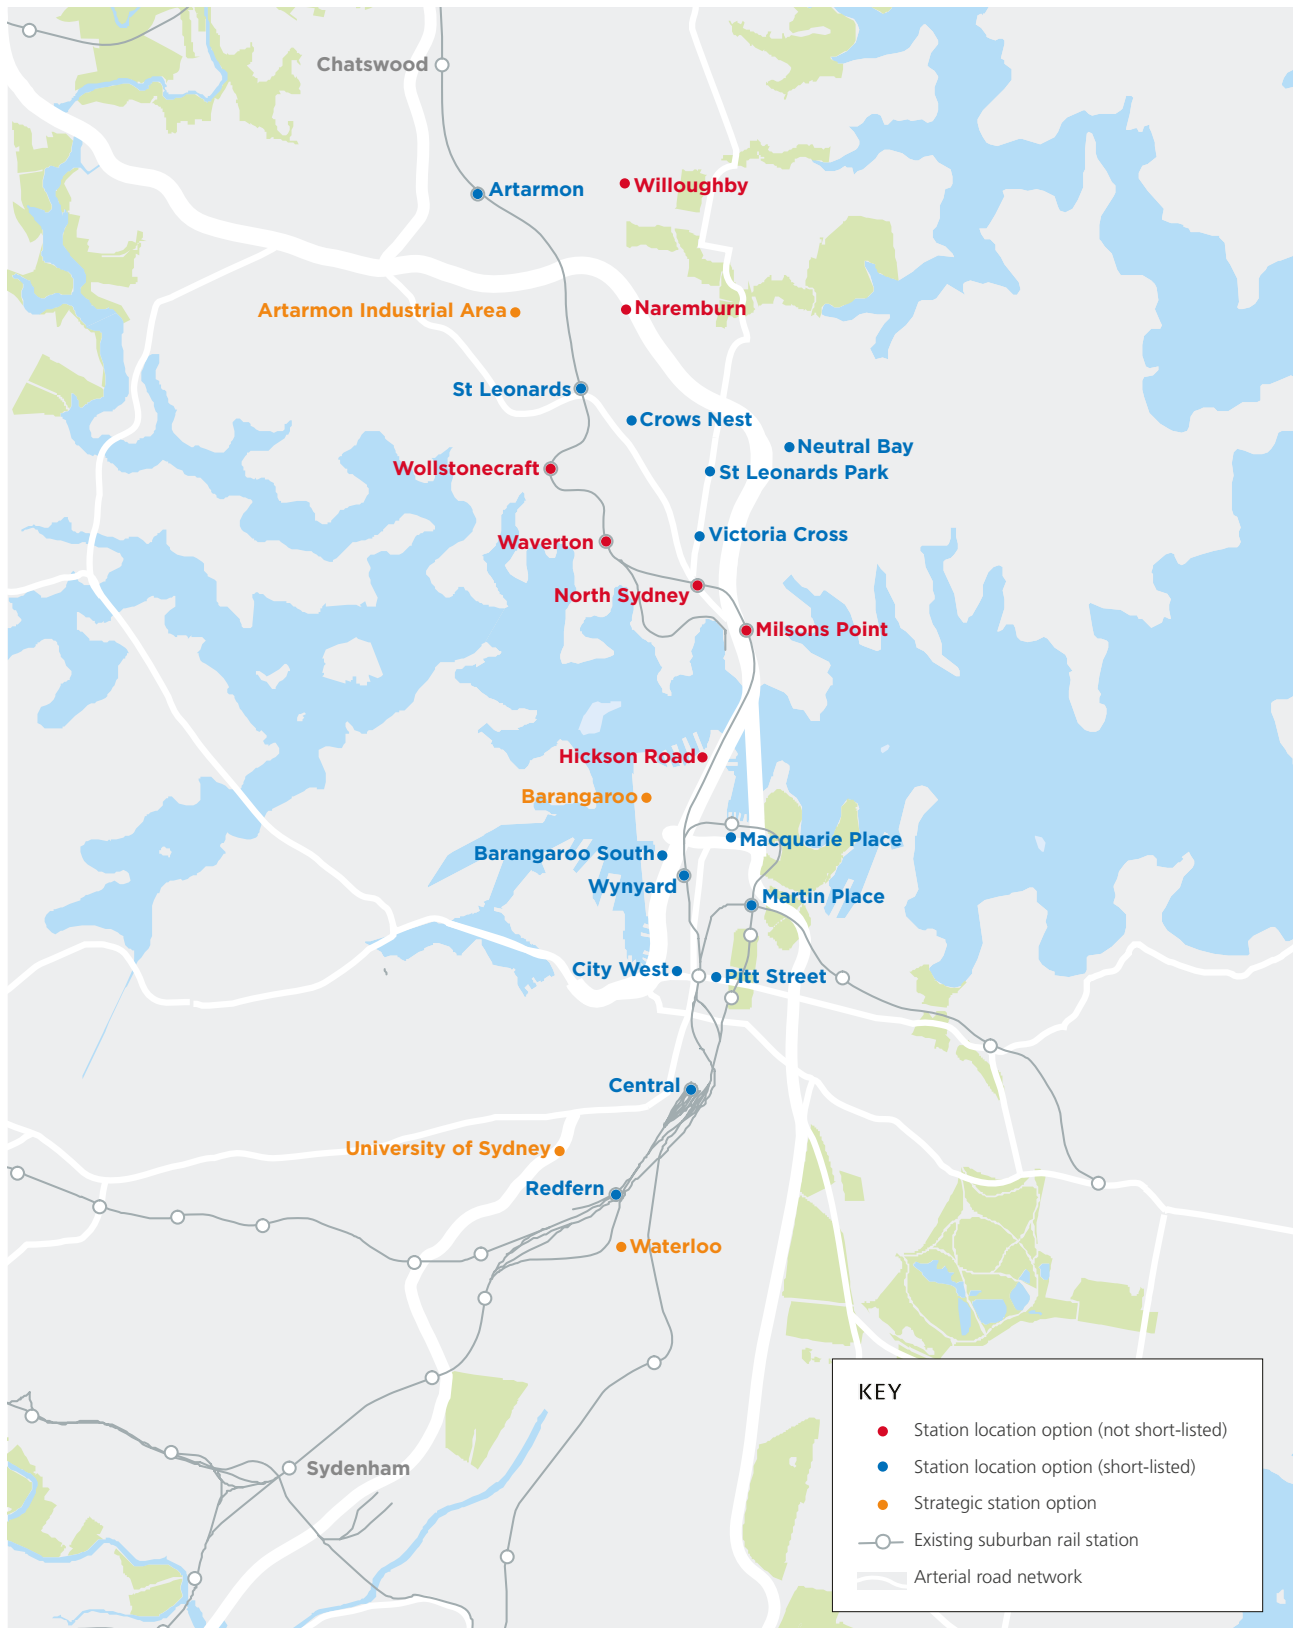 Chatswood
Artarmon
Willoughby
Artarmon Industrial Area
Naremburn
St Leonards
Crows Nest
Neutral Bay
Wollstonecraft
St Leonards Park
Victoria Cross
Waverton
North Sydney
Milsons Point
Hickson Road
Barangaroo
Macquarie Place
Barangaroo South
Wynyard
Martin Place
City West
Pitt Street
Central
University of Sydney
Redfern
Waterloo
Sydenham
KEY
Station location option (not short-listed)
Station location option (short-listed)
Strategic station option
Existing suburban rail station
Arterial road network